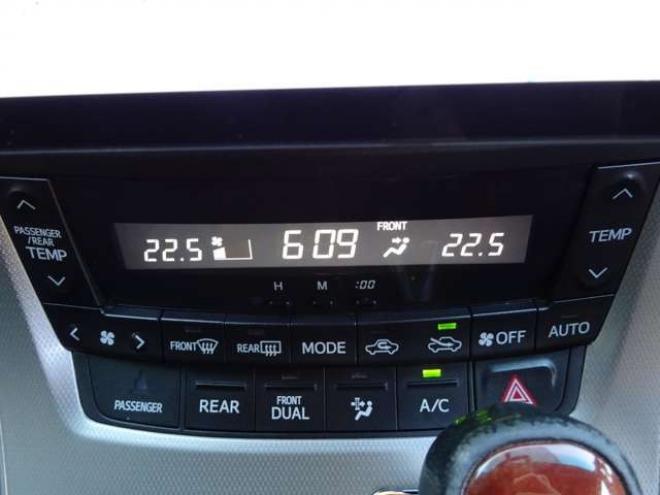 PASSENGER
/REAR
TEMP
FRONT
22.5 6:09 22.5
TEMP
H M :00
FRONT REAR MODE OFF AUTO
PASSENGER REAR FRONT DUAL A/C